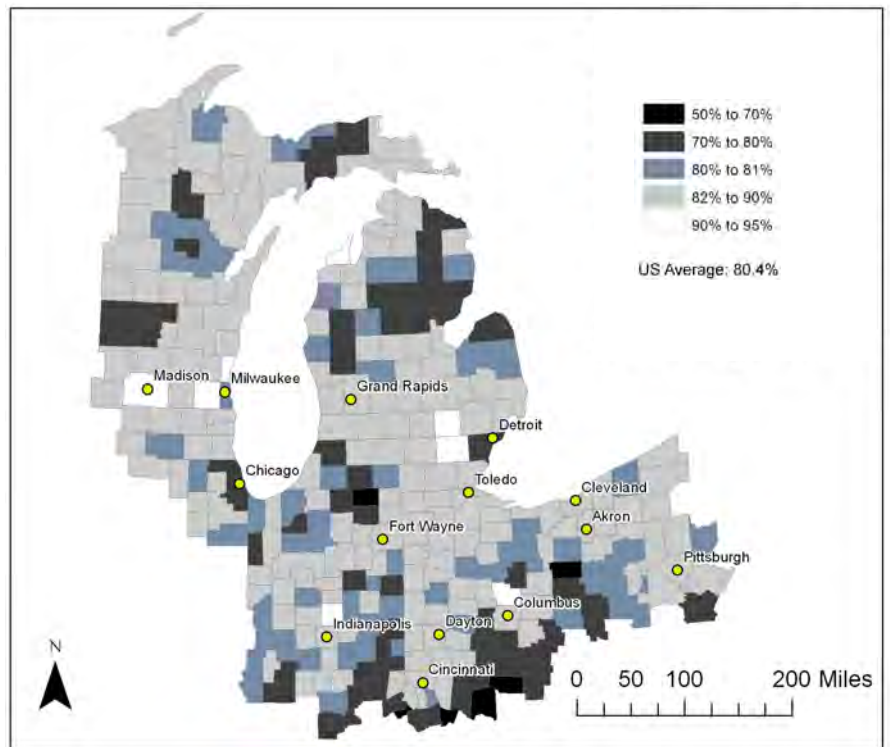 50% to 70%
70% to 80%
80% to 81%
82% to 90%
90% to 95%
US Average: 80.4%
Madison
Milwaukee
Grand Rapids
Detroit
Chicago
Toledo
Cleveland
Akron
Fort Wayne
Pittsburgh
Columbus
Indianapolis
Dayton
Cincinnati
N
0 50 100 200 Miles